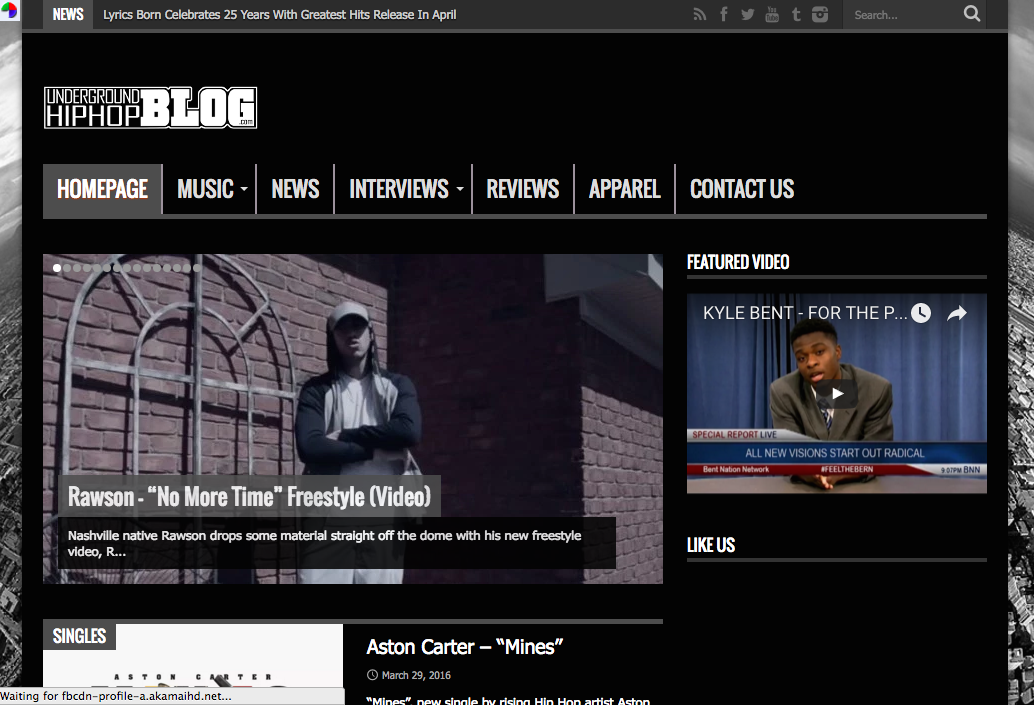 NEWS
Lyrics Born Celebrates 25 Years With Greatest Hits Release In April
You
Tube
Search...
UNDERGROUND
HIPHOP BLOG
.com
HOMEPAGE
MUSIC
NEWS
INTERVIEWS
REVIEWS
APPAREL
CONTACT US
Rawson - “No More Time” Freestyle (Video)
Nashville native Rawson drops some material straight off the dome with his new freestyle
video, R...
FEATURED VIDEO
KYLE BENT - FOR THE P...
SPECIAL REPORT LIVE
ALL NEW VISIONS START OUT RADICAL
Bent Nation Network
#FEELTHEBERN
9:07PM BNN
LIKE US
SINGLES
ASTON CARTER
Aston Carter – “Mines”
March 29, 2016
“Mines”, new single by rising Hip Hop artist Aston
Waiting for fbcdn-profile-a.akamaihd.net...